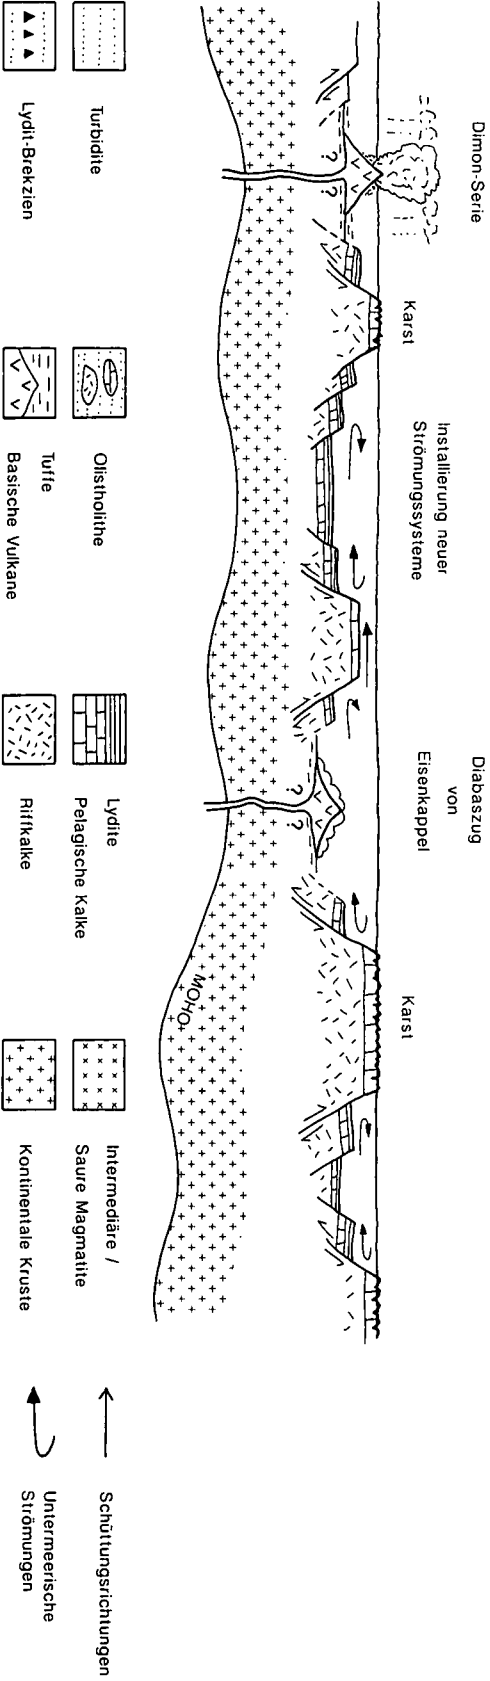 Dimon-Serie
Karst
Installierung neuer
Strömungssysteme
Diabaszug
von
Eisenkappel
Karst
? ?
? ?
MOHO
Turbidite
Olistholithe
Lydite
Pelagische Kalke
Intermediäre /
Saure Magmatite
Schüttungsrichtungen
Lydit-Brekzien
Tuffe
Basische Vulkane
Riffkalke
Kontinentale Kruste
Untermeerische
Strömungen